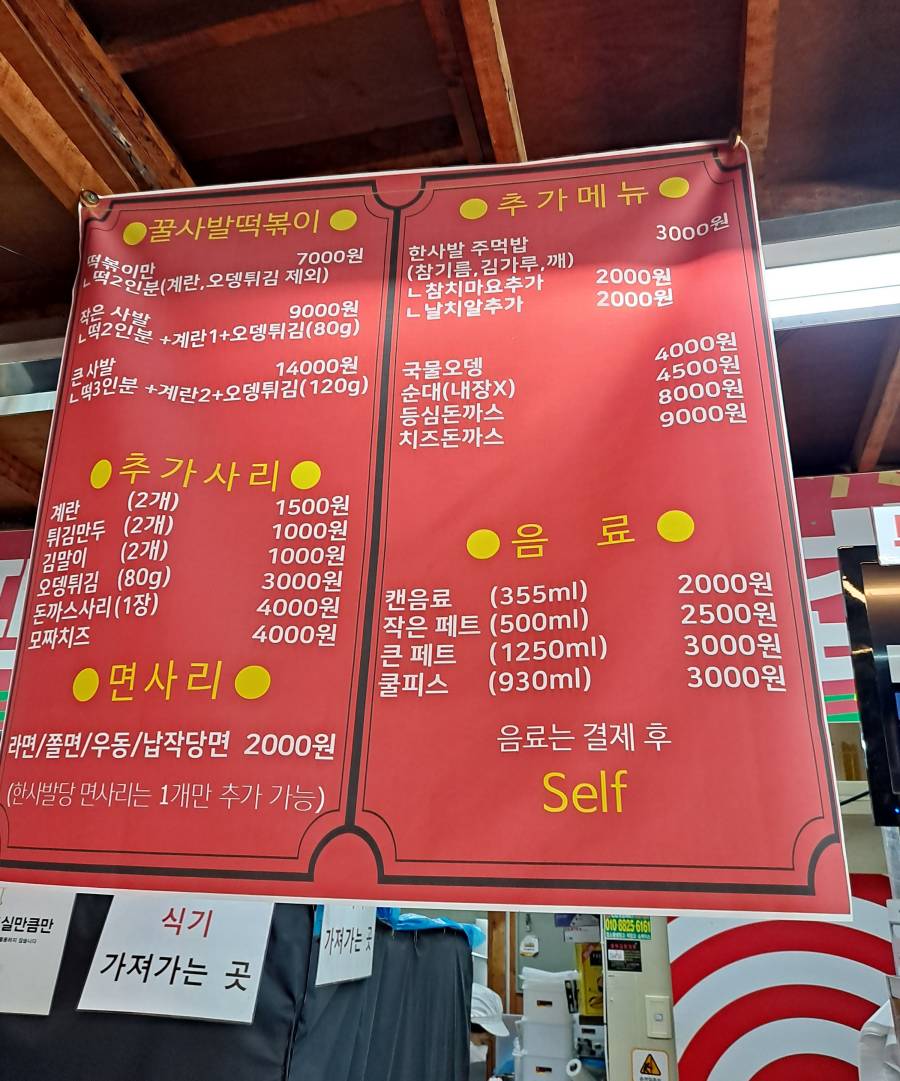 꿀사발떡볶이
떡볶이만 7000원
ㄴ떡2인분(계란,오뎅튀김 제외)
작은 사발 9000원
ㄴ떡2인분 +계란1+오뎅튀김(80g)
큰 사발 14000원
ㄴ떡3인분 +계란2+오뎅튀김(120g)
추가사리
계란 (2개) 1500원
튀김만두 (2개) 1000원
김말이 (2개) 1000원
오뎅튀김 (80g) 3000원
돈까스사리(1장) 4000원
모짜치즈 4000원
면사리
라면/쫄면/우동/납작당면 2000원
(한사발당 면사리는 1개만 추가 가능)
추가메뉴
한사발 주먹밥 3000원
(참기름,김가루,깨)
ㄴ참치마요추가 2000원
ㄴ날치알추가 2000원
국물오뎅 4000원
순대(내장X) 4500원
등심돈까스 8000원
치즈돈까스 9000원
음 료
캔음료 (355ml) 2000원
작은 페트 (500ml) 2500원
큰 페트 (1250ml) 3000원
쿨피스 (930ml) 3000원
음료는 결제 후
Self
실만큼만
식기
가져가는 곳
가져가는 곳
010 8825 6161